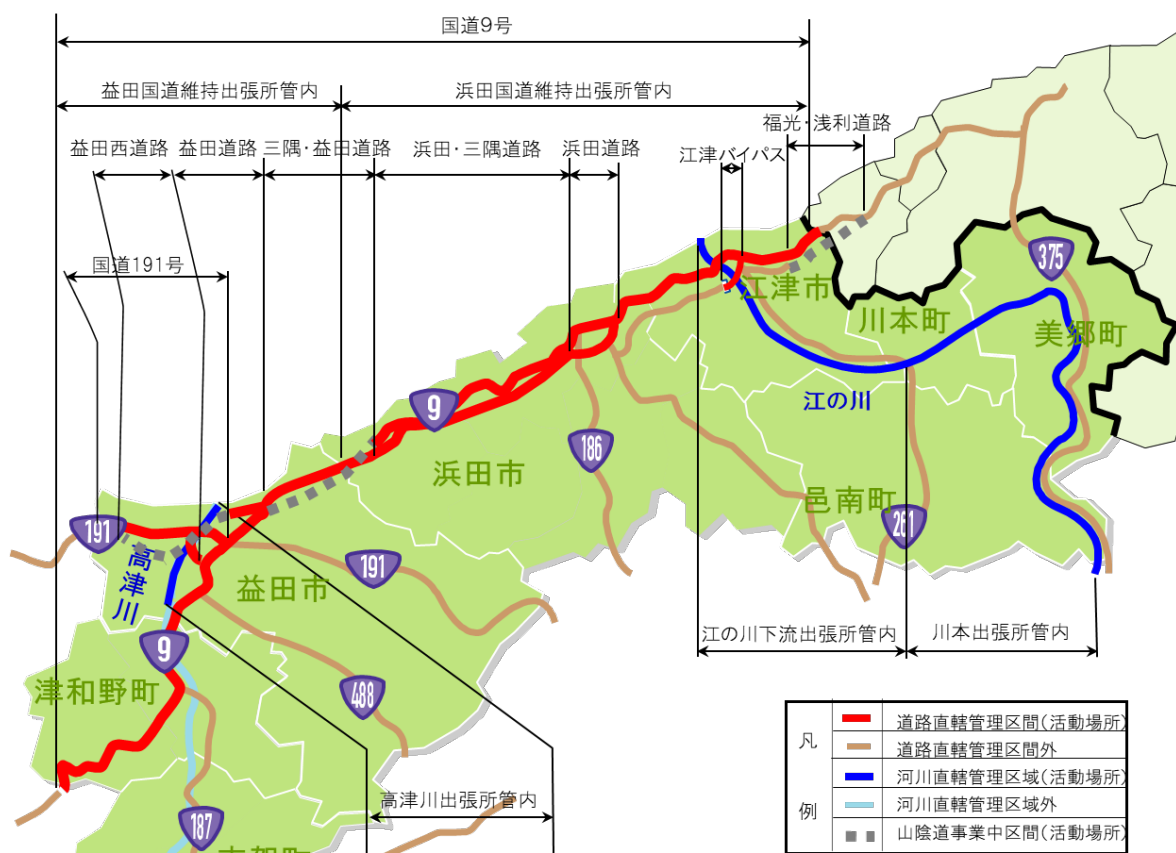 国道9号
益田国道維持出張所管内
浜田国道維持出張所管内
福光・浅利道路
益田西道路
益田道路
三隅・益田道路
浜田・三隅道路
浜田道路
江津バイパス
国道191号
375
江津市
川本町
美郷町
江の川
9
186
浜田市
邑南町
261
191
高津川
益田市
191
9
江の川下流出張所管内
川本出張所管内
津和野町
488
高津川出張所管内
187
凡例
道路直轄管理区間(活動場所)
道路直轄管理区間外
河川直轄管理区域(活動場所)
河川直轄管理区域外
山陰道事業中区間(活動場所)